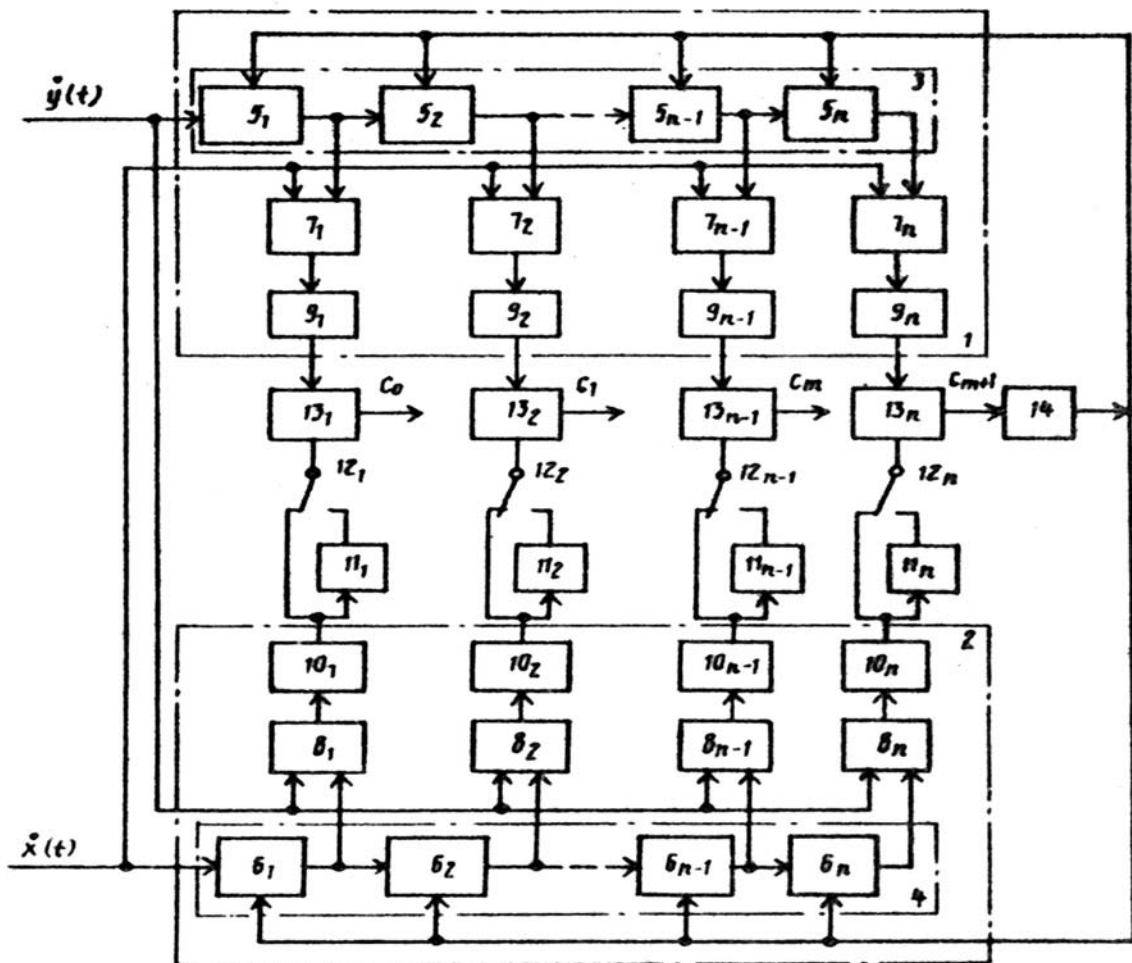 3
ẏ(t)
5₁ 5₂ 5ₙ₋₁ 5ₙ
7₁ 7₂ 7ₙ₋₁ 7ₙ
9₁ 9₂ 9ₙ₋₁ 9ₙ
1
C₀ C₁ Cₘ Cₘ₊₁
13₁ 13₂ 13ₙ₋₁ 13ₙ 14
12₁ 12₂ 12ₙ₋₁ 12ₙ
11₁ 11₂ 11ₙ₋₁ 11ₙ
2
10₁ 10₂ 10ₙ₋₁ 10ₙ
8₁ 8₂ 8ₙ₋₁ 8ₙ
ẋ(t)
6₁ 6₂ 6ₙ₋₁ 6ₙ
4